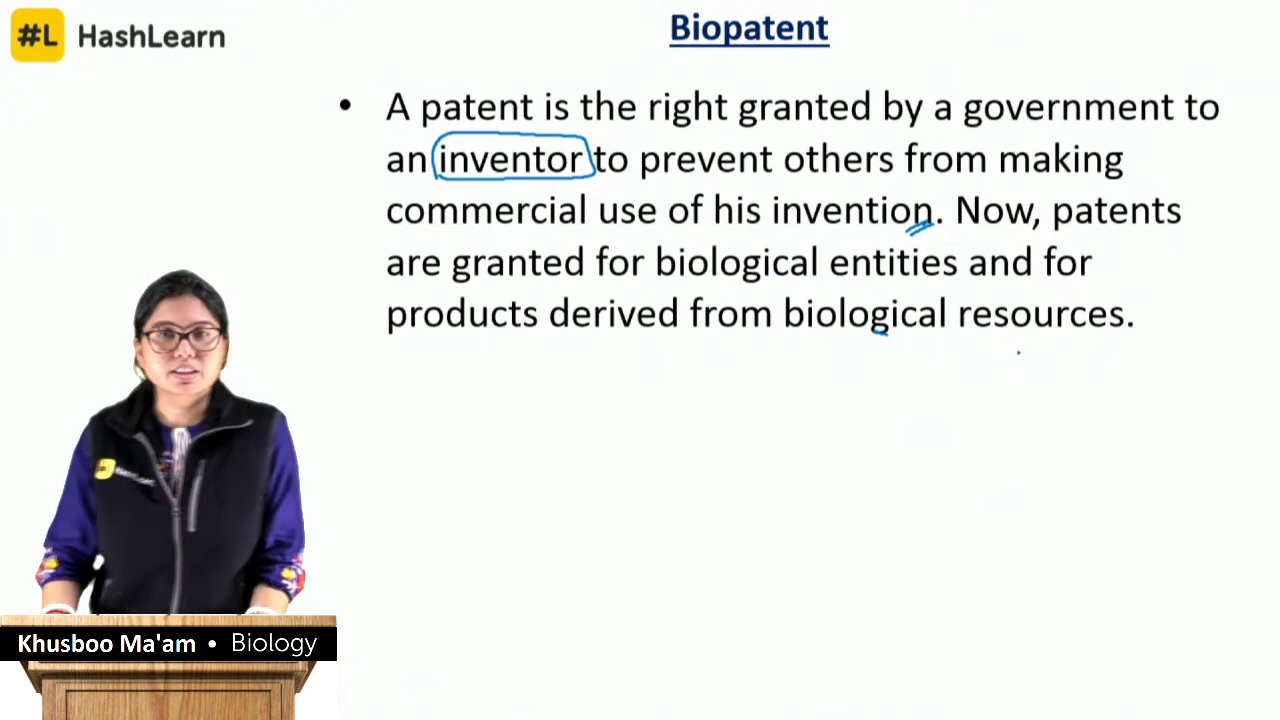 #L HashLearn
Biopatent
• A patent is the right granted by a government to
an inventor to prevent others from making
commercial use of his invention. Now, patents
are granted for biological entities and for
products derived from biological resources.
Khusboo Ma'am • Biology